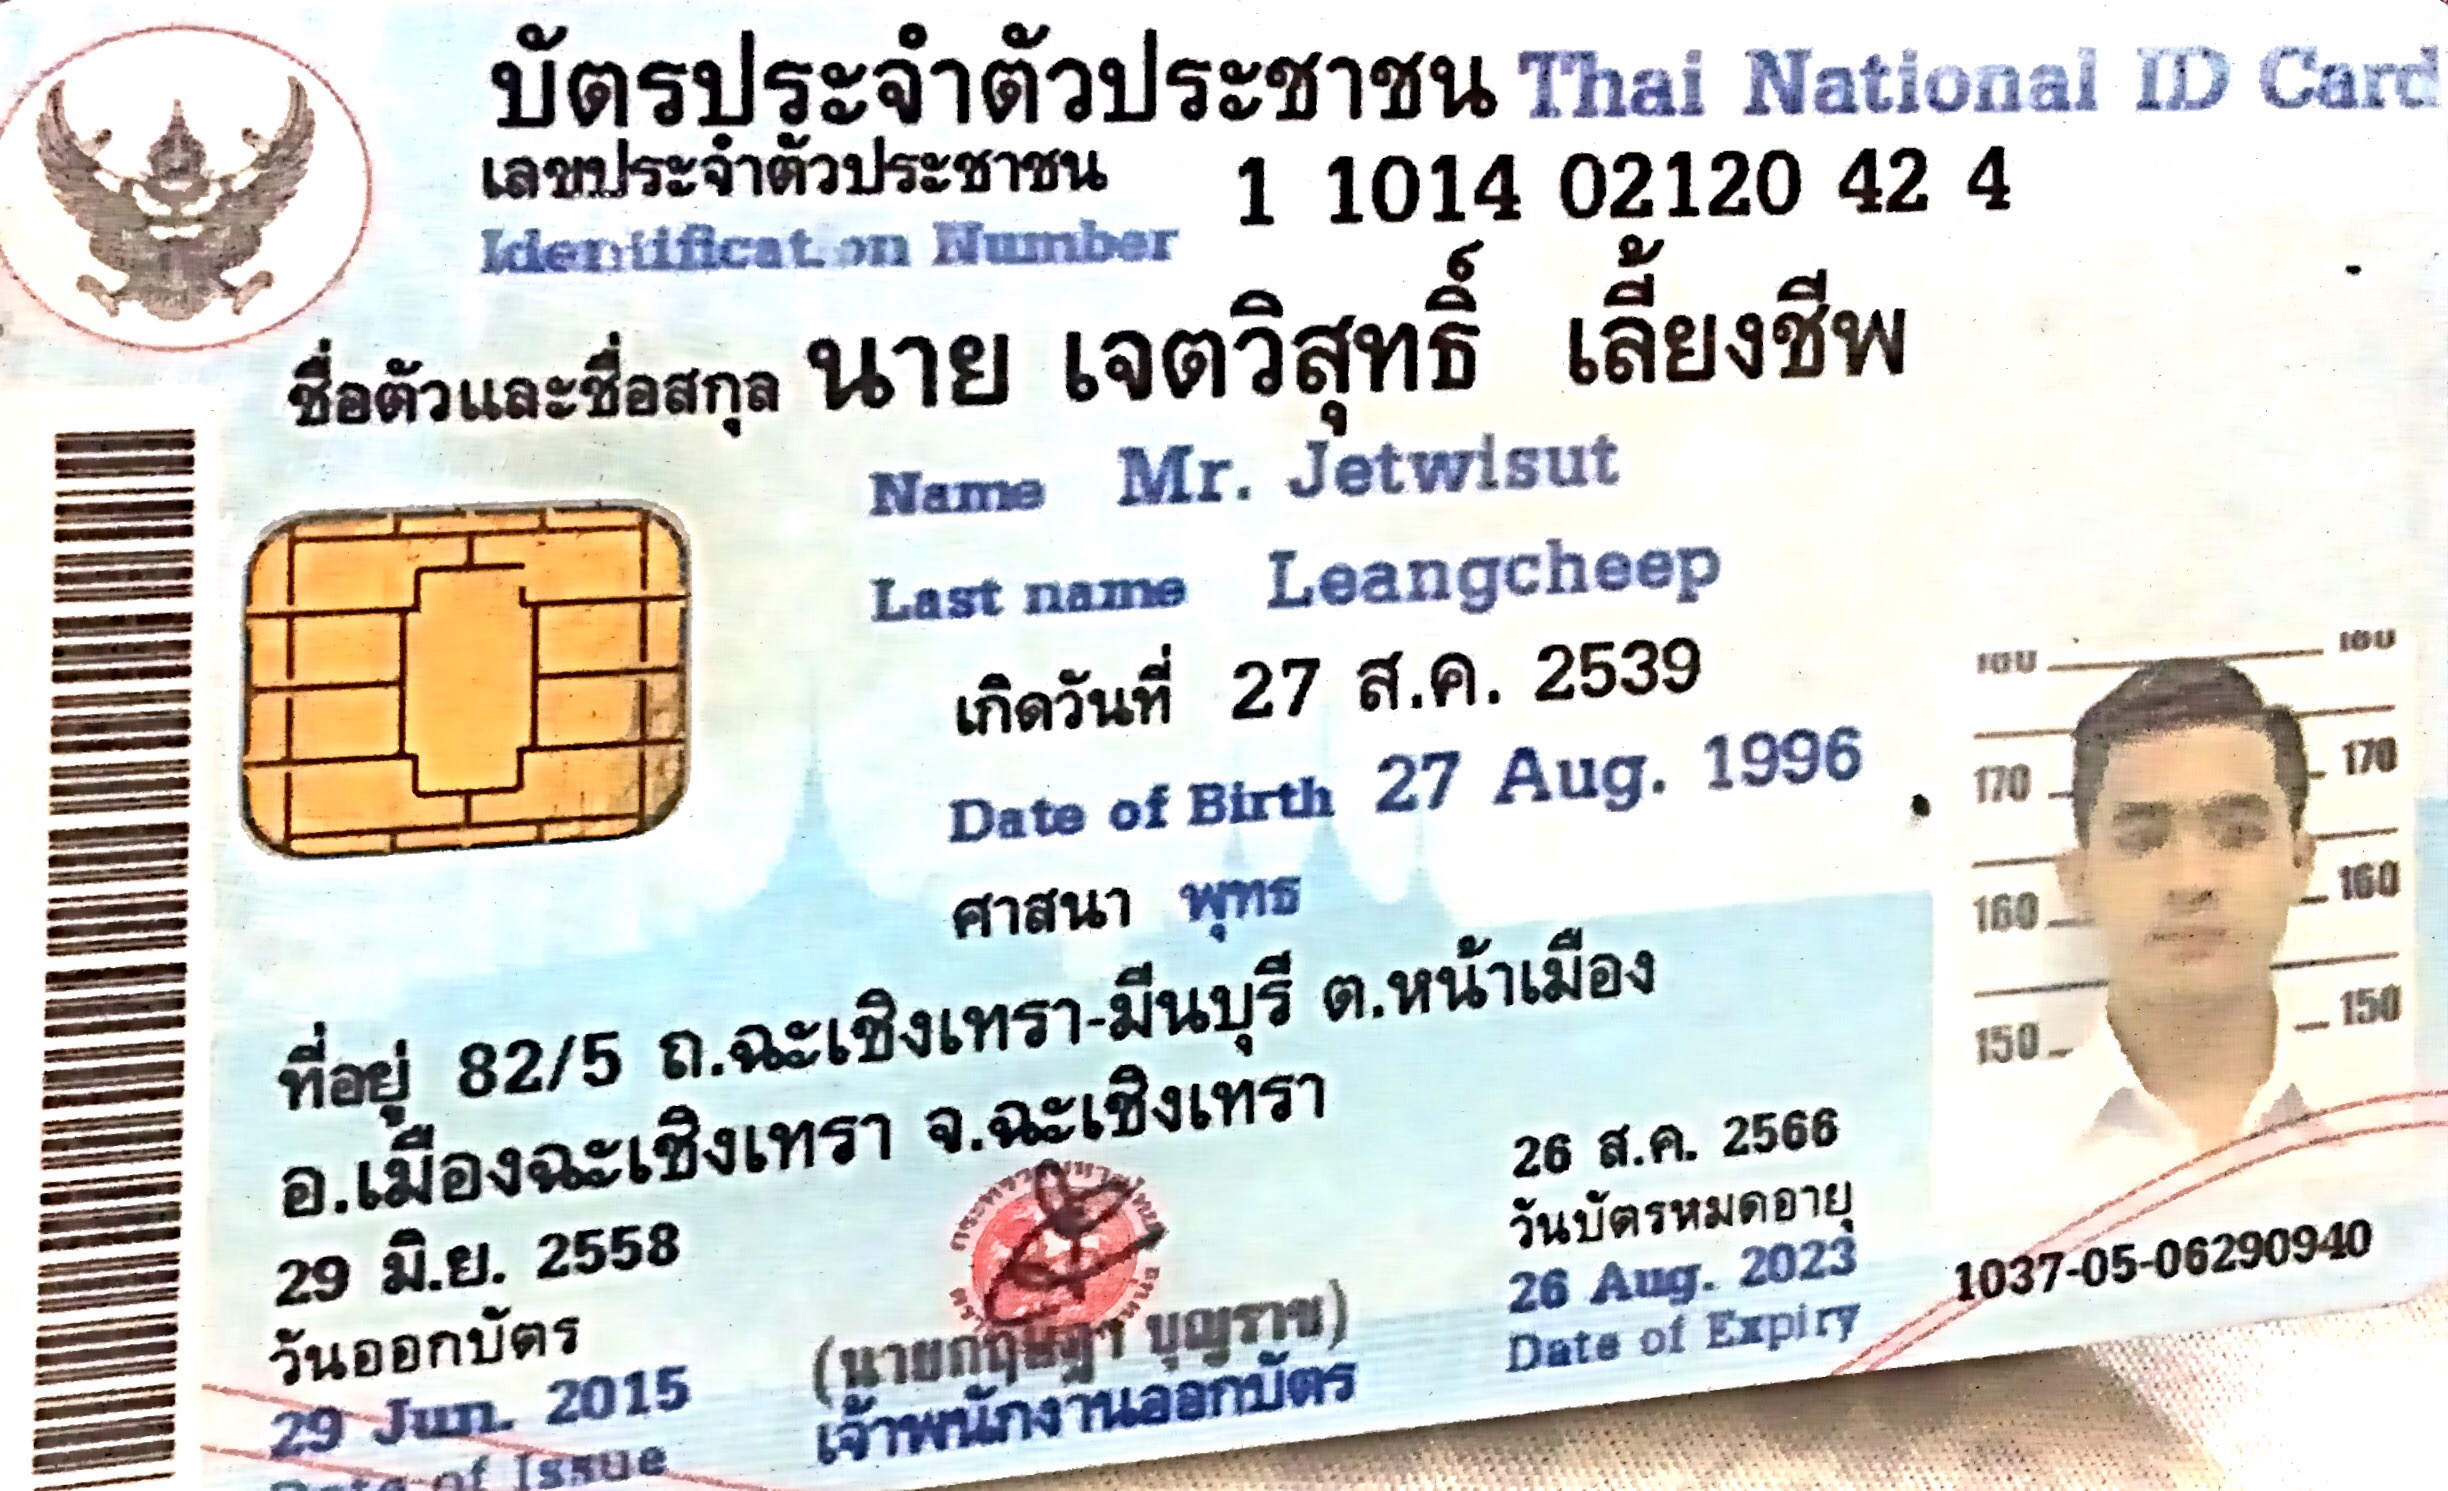 บัตรประจำตัวประชาชน Thai National ID Card
เลขประจำตัวประชาชน 1 1014 02120 42 4
Identification Number
ชื่อตัวและชื่อสกุล นาย เจตวิสุทธิ์ เลี้ยงชีพ
Name Mr. Jetwisut
Last name Leangcheep
เกิดวันที่ 27 ส.ค. 2539
Date of Birth 27 Aug. 1996
ศาสนา พุทธ
ที่อยู่ 82/5 ถ.ฉะเชิงเทรา-มีนบุรี ต.หน้าเมือง
อ.เมืองฉะเชิงเทรา จ.ฉะเชิงเทรา
29 มิ.ย. 2558
วันออกบัตร
29 Jun. 2015
Date of Issue
(นายกฤษฎา บุญราช)
เจ้าพนักงานออกบัตร
26 ส.ค. 2566
วันบัตรหมดอายุ
26 Aug. 2023
Date of Expiry
180 180
170 170
160 160
150 150
1037-05-06290940